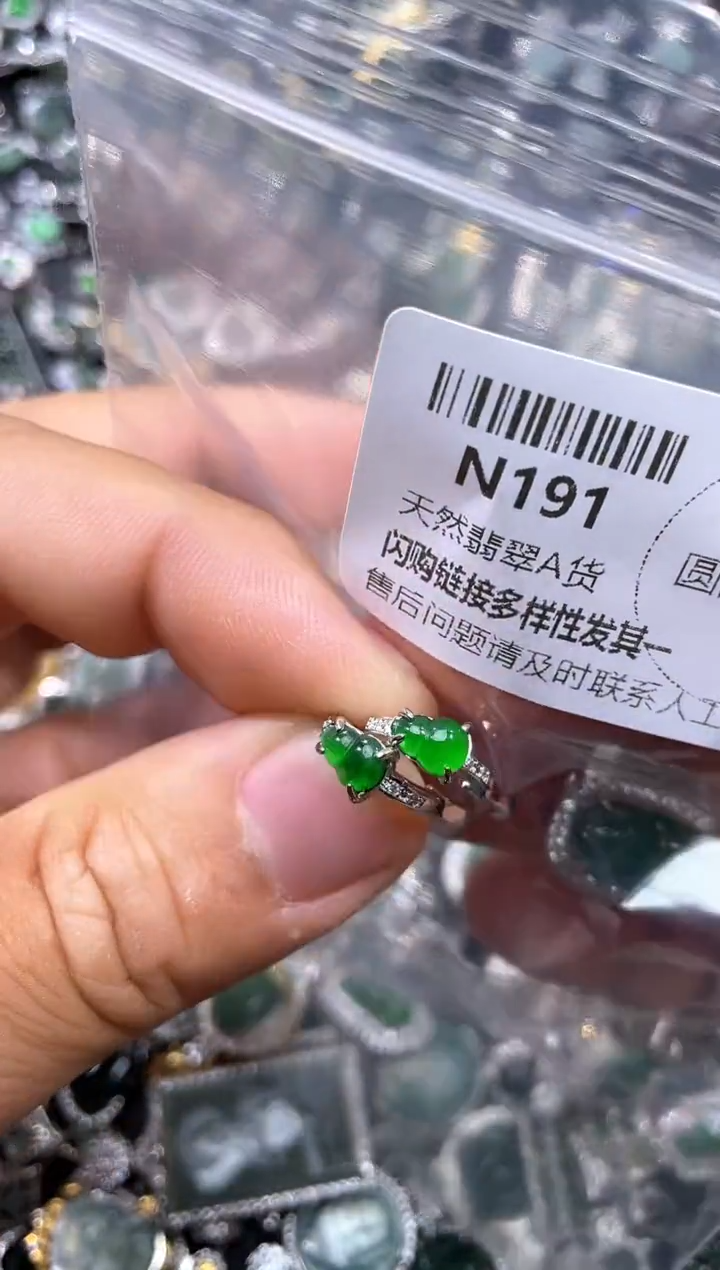 N191
天然翡翠A货
圆
闪购链接多样性发其一
售后问题请及时联系人工